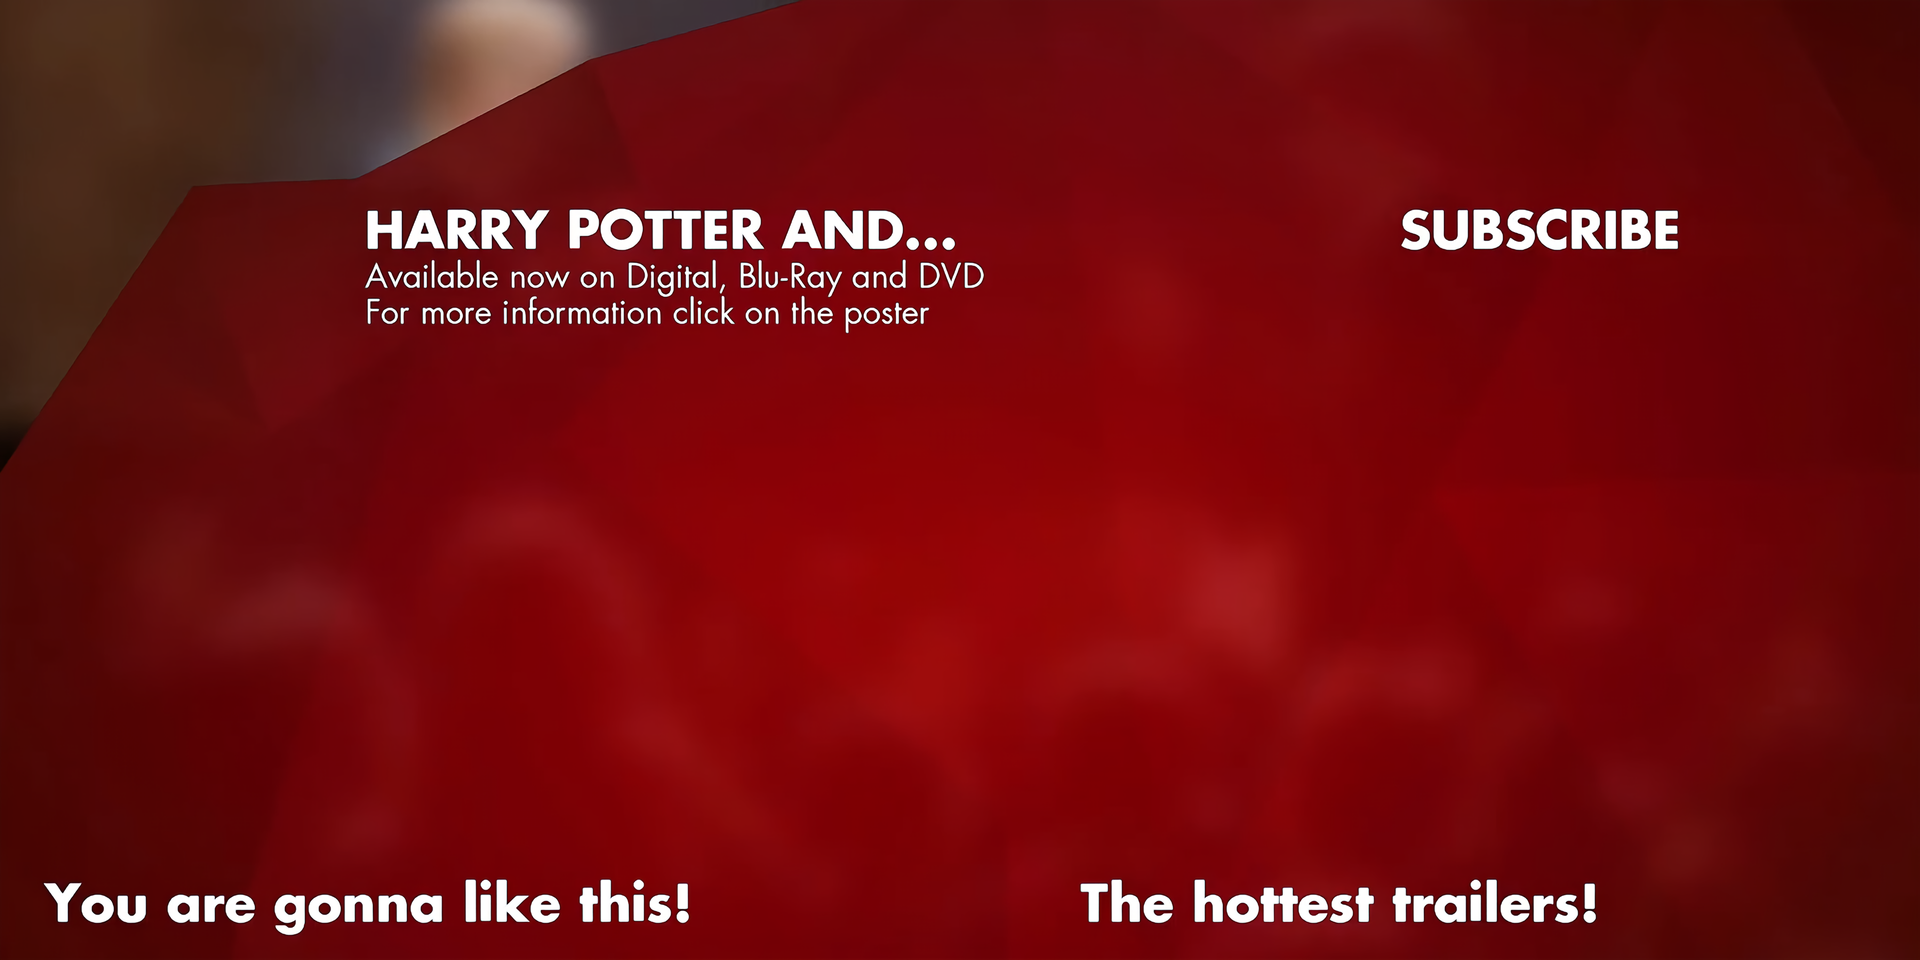 HARRY POTTER AND...
Available now on Digital, Blu-Ray and DVD
For more information click on the poster
SUBSCRIBE
You are gonna like this!
The hottest trailers!